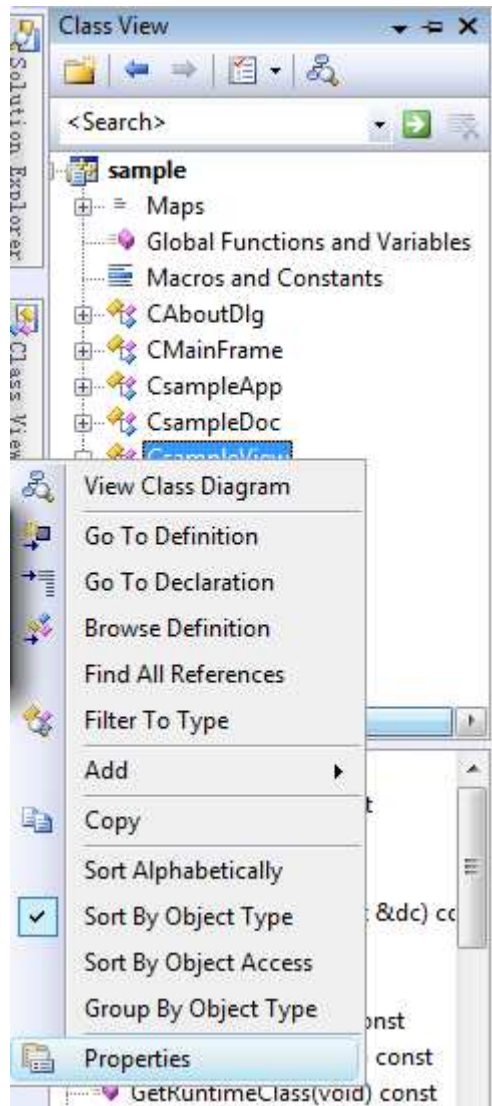 Class View
Solution Explorer
<Search>
sample
Maps
Global Functions and Variables
Macros and Constants
CAboutDlg
CMainFrame
CsampleApp
CsampleDoc
CsampleView
Class View
View Class Diagram
Go To Definition
Go To Declaration
Browse Definition
Find All References
Filter To Type
Add
Copy
Sort Alphabetically
Sort By Object Type
&dc)
Sort By Object Access
Group By Object Type
Properties
const
GetRuntimeClass(void) const